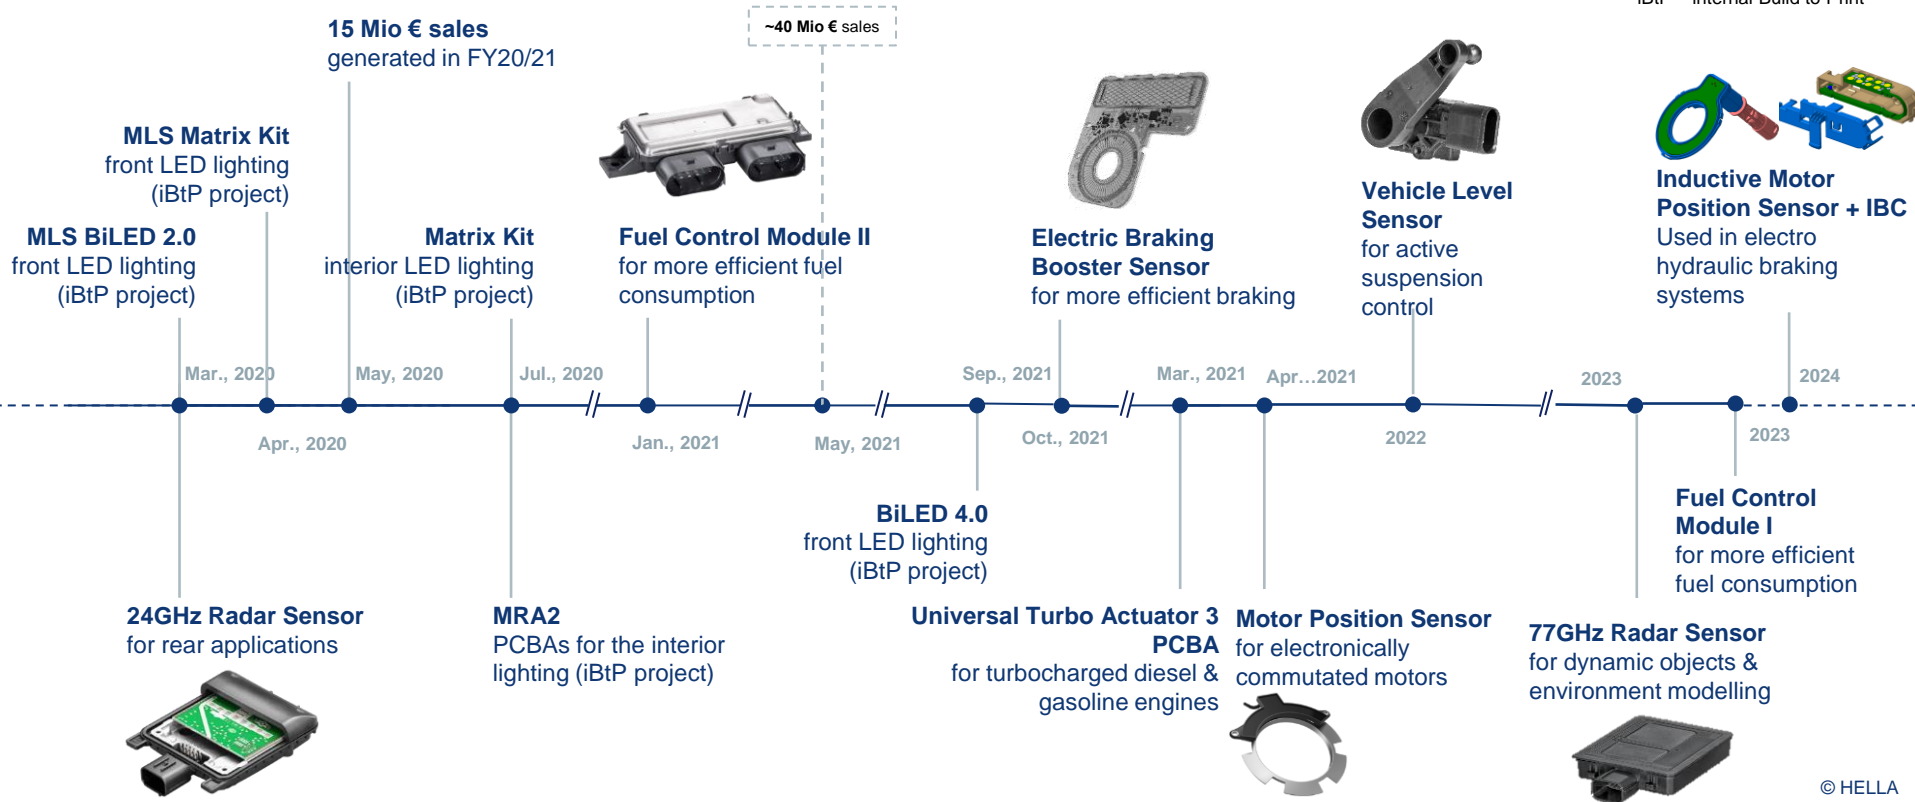 iBtP – Internal Build to Print
15 Mio € sales
generated in FY20/21
~40 Mio € sales
MLS Matrix Kit
front LED lighting
(iBtP project)
MLS BiLED 2.0
front LED lighting
(iBtP project)
Matrix Kit
interior LED lighting
(iBtP project)
Fuel Control Module II
for more efficient fuel
consumption
Electric Braking
Booster Sensor
for more efficient braking
Vehicle Level
Sensor
for active
suspension
control
Inductive Motor
Position Sensor + IBC
Used in electro
hydraulic braking
systems
Mar., 2020
May, 2020
Jul., 2020
Sep., 2021
Mar., 2021
Apr...2021
2023
2024
Apr., 2020
Jan., 2021
May, 2021
Oct., 2021
2022
2023
BiLED 4.0
front LED lighting
(iBtP project)
Fuel Control
Module I
for more efficient
fuel consumption
24GHz Radar Sensor
for rear applications
MRA2
PCBAs for the interior
lighting (iBtP project)
Universal Turbo Actuator 3
PCBA
for turbocharged diesel &
gasoline engines
Motor Position Sensor
for electronically
commutated motors
77GHz Radar Sensor
for dynamic objects &
environment modelling
© HELLA